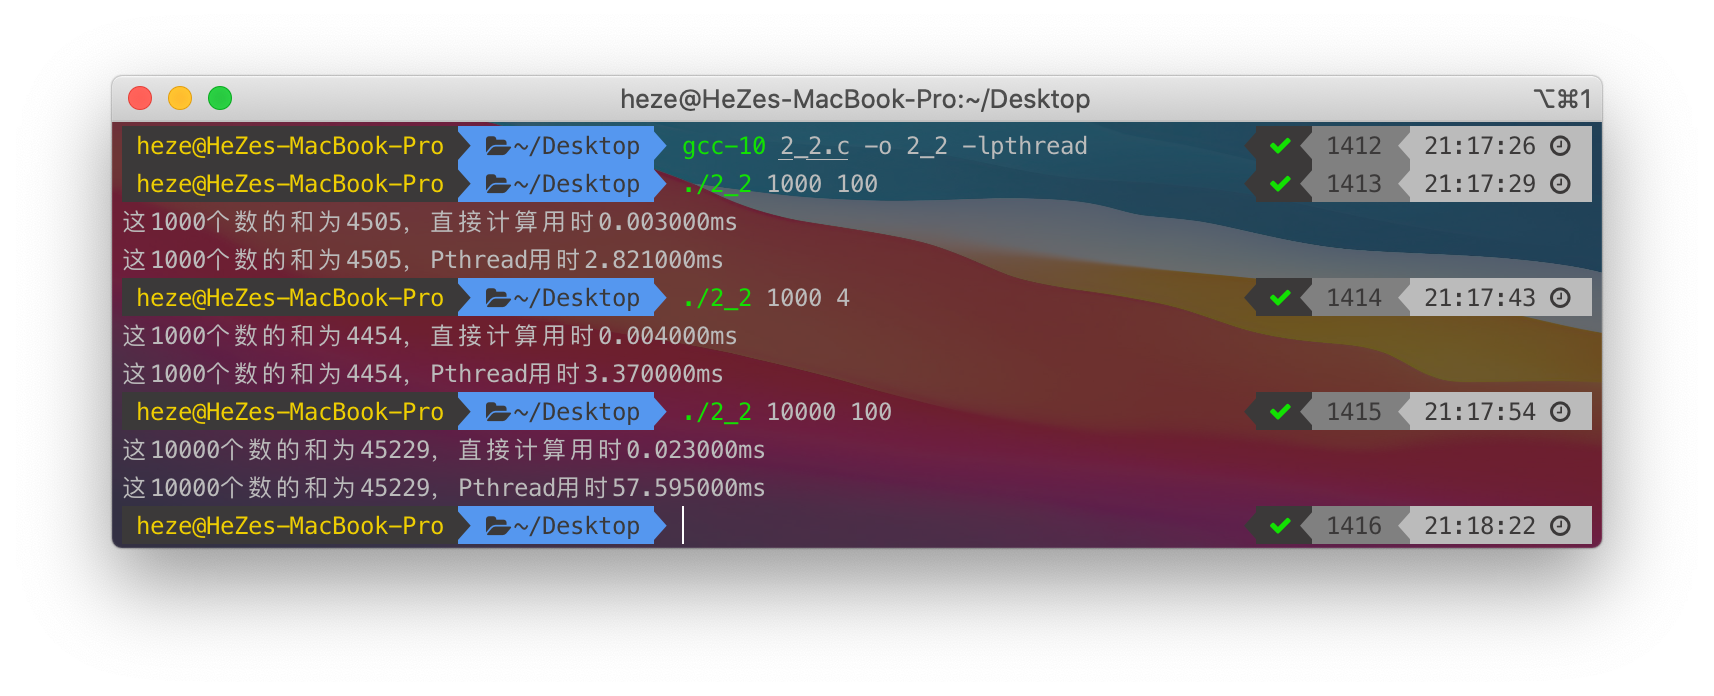 heze@HeZes-MacBook-Pro:~/Desktop ⌥⌘1
heze@HeZes-MacBook-Pro ~/Desktop gcc-10 2_2.c -o 2_2 -lpthread ✔ 1412 21:17:26
heze@HeZes-MacBook-Pro ~/Desktop ./2_2 1000 100 ✔ 1413 21:17:29
这1000个数的和为4505，直接计算用时0.003000ms
这1000个数的和为4505，Pthread用时2.821000ms
heze@HeZes-MacBook-Pro ~/Desktop ./2_2 1000 4 ✔ 1414 21:17:43
这1000个数的和为4454，直接计算用时0.004000ms
这1000个数的和为4454，Pthread用时3.370000ms
heze@HeZes-MacBook-Pro ~/Desktop ./2_2 10000 100 ✔ 1415 21:17:54
这10000个数的和为45229，直接计算用时0.023000ms
这10000个数的和为45229，Pthread用时57.595000ms
heze@HeZes-MacBook-Pro ~/Desktop ✔ 1416 21:18:22